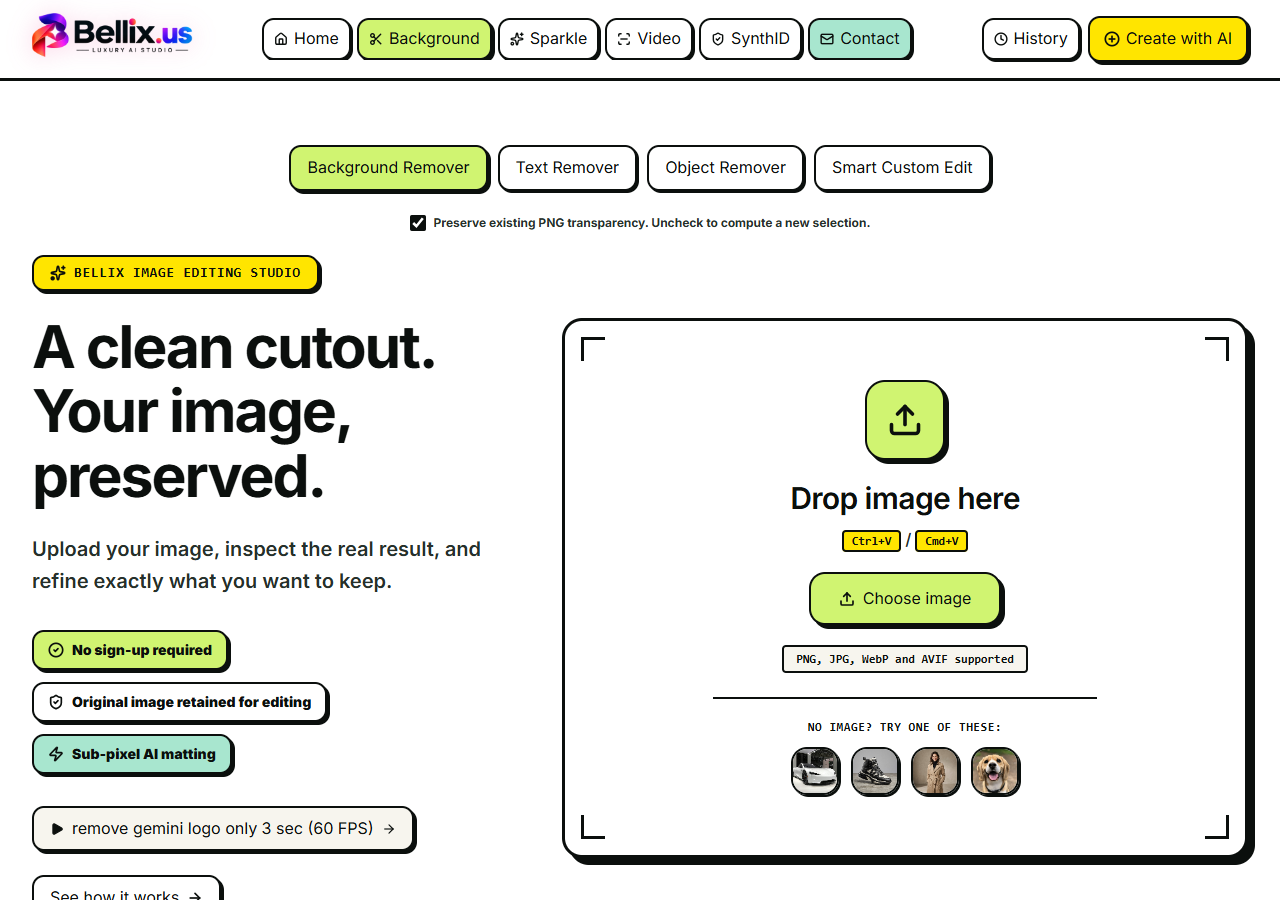 Bellix.us
LUXURY AI STUDIO
Home
Background
Sparkle
Video
SynthID
Contact
History
Create with AI
Background Remover
Text Remover
Object Remover
Smart Custom Edit
Preserve existing PNG transparency. Uncheck to compute a new selection.
BELLIX IMAGE EDITING STUDIO
A clean cutout.
Your image,
preserved.
Upload your image, inspect the real result, and
refine exactly what you want to keep.
No sign-up required
Original image retained for editing
Sub-pixel AI matting
remove gemini logo only 3 sec (60 FPS) →
See how it works →
Drop image here
Ctrl+V / Cmd+V
Choose image
PNG, JPG, WebP and AVIF supported
NO IMAGE? TRY ONE OF THESE: